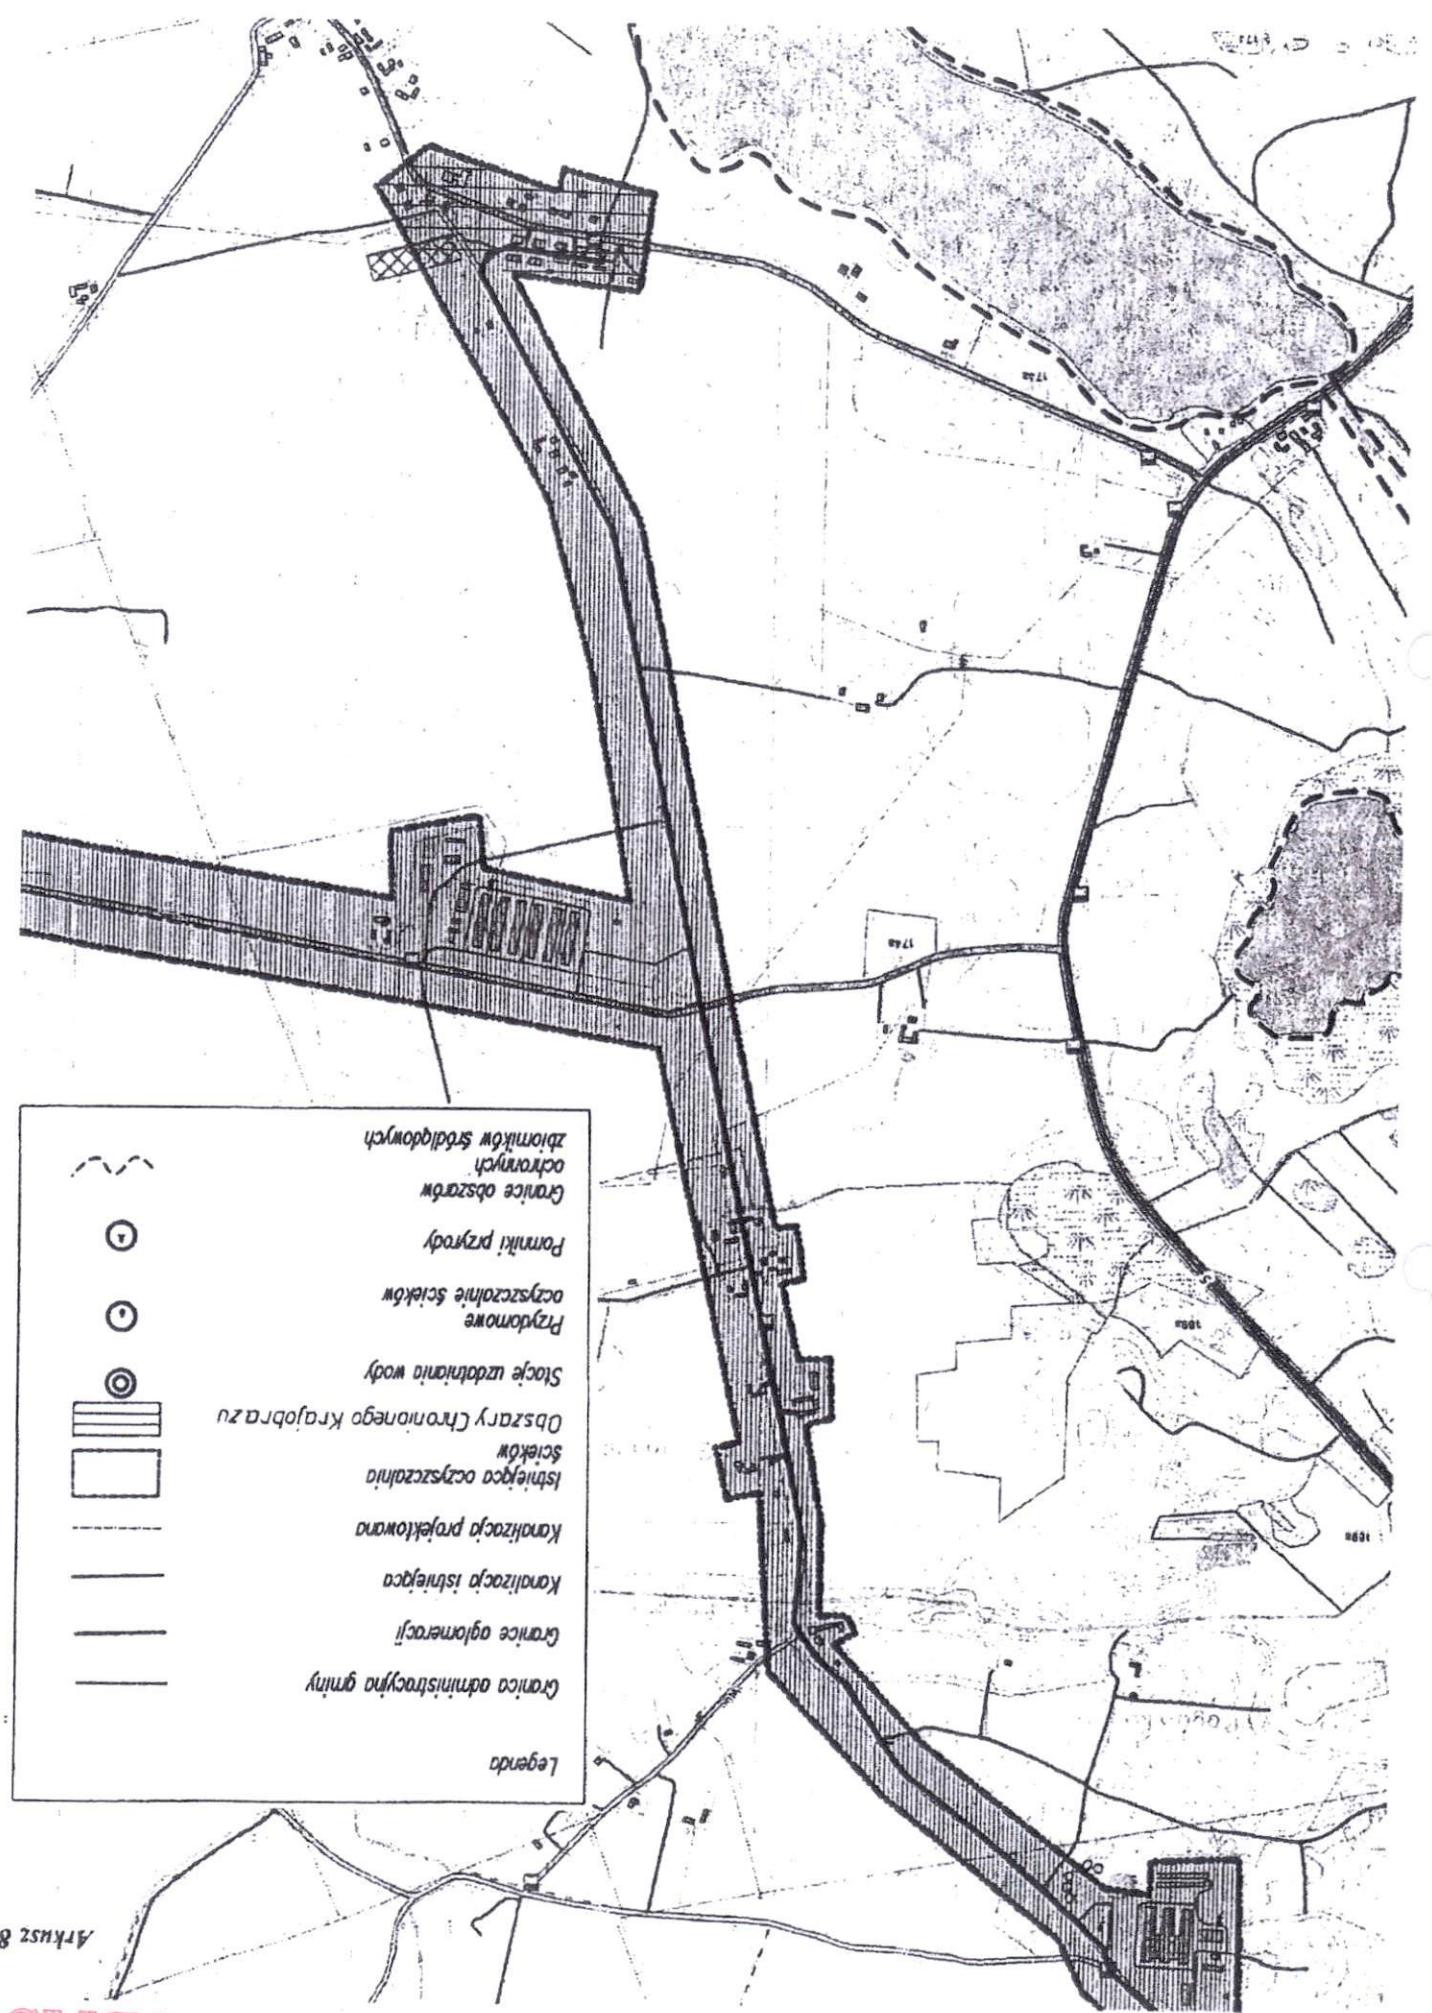 Arkusz 8
Legenda
Granica administracyjna gminy
Granice aglomeracji
Kanalizacja istniejąca
Kanalizacja projektowana
Istniejąca oczyszczalnia
ścieków
Obszary Chronionego Krajobrazu
Stacje uzdatniania wody
Przydomowe
oczyszczalnie ścieków
Pomniki przyrody
Granice obszarów
ochronnych
zbiorników śródlądowych